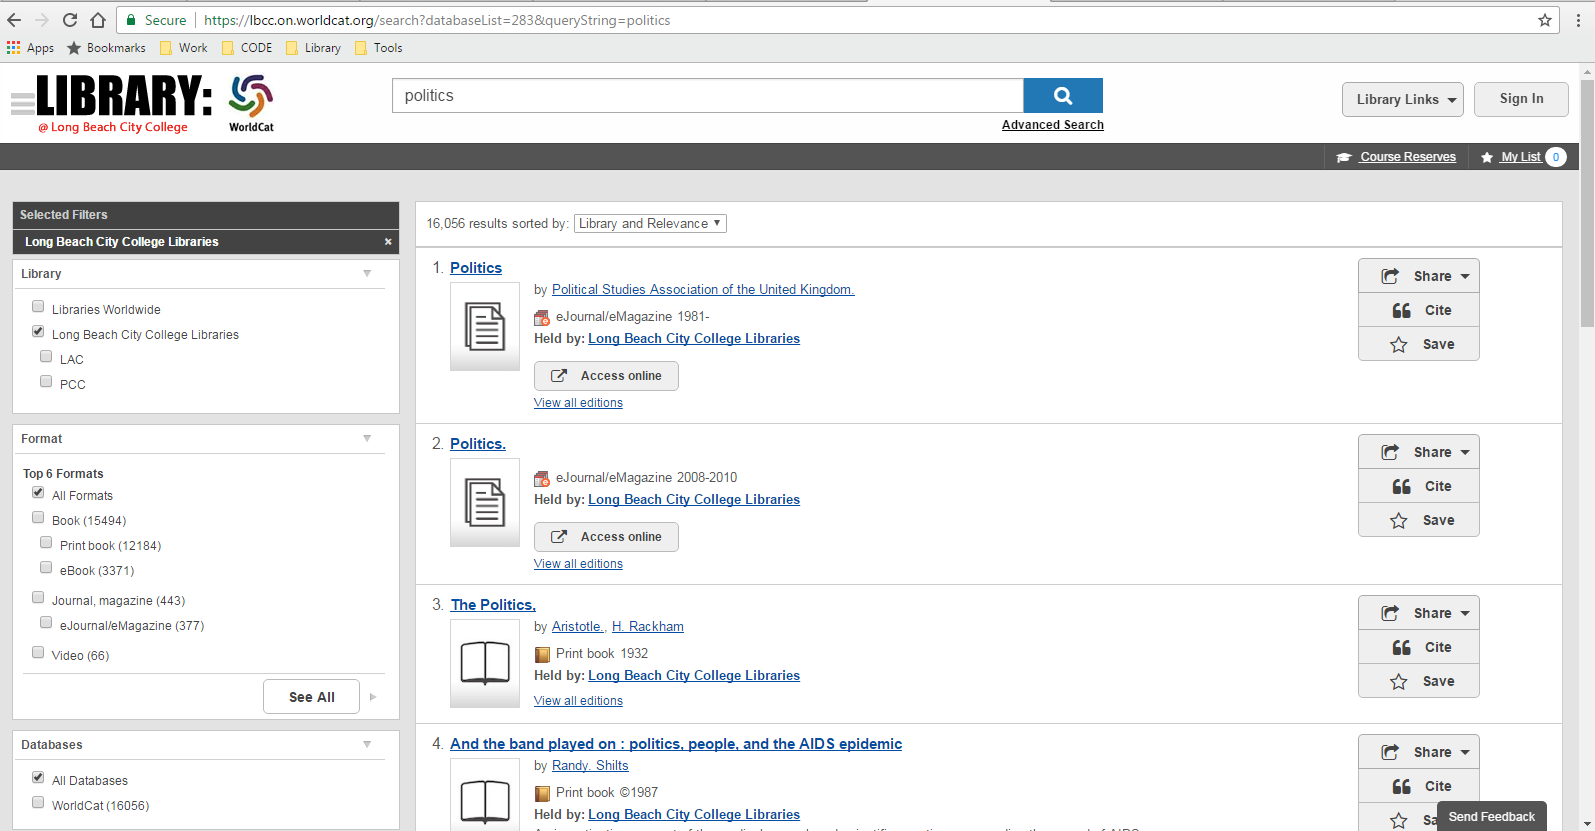 Secure https://lbcc.on.worldcat.org/search?databaseList=283&queryString=politics
Apps Bookmarks Work CODE Library Tools
LIBRARY:
@ Long Beach City College
WorldCat
politics
Advanced Search
Library Links
Sign In
Course Reserves
My List 0
Selected Filters
Long Beach City College Libraries ×
Library
Libraries Worldwide
Long Beach City College Libraries
LAC
PCC
Format
Top 6 Formats
All Formats
Book (15494)
Print book (12184)
eBook (3371)
Journal, magazine (443)
eJournal/eMagazine (377)
Video (66)
See All
Databases
All Databases
WorldCat (16056)
16,056 results sorted by: Library and Relevance
1. Politics
by Political Studies Association of the United Kingdom.
eJournal/eMagazine 1981-
Held by: Long Beach City College Libraries
Access online
View all editions
Share
Cite
Save
2. Politics.
eJournal/eMagazine 2008-2010
Held by: Long Beach City College Libraries
Access online
View all editions
Share
Cite
Save
3. The Politics,
by Aristotle., H. Rackham
Print book 1932
Held by: Long Beach City College Libraries
View all editions
Share
Cite
Save
4. And the band played on : politics, people, and the AIDS epidemic
by Randy. Shilts
Print book ©1987
Held by: Long Beach City College Libraries
Share
Cite
Send Feedback